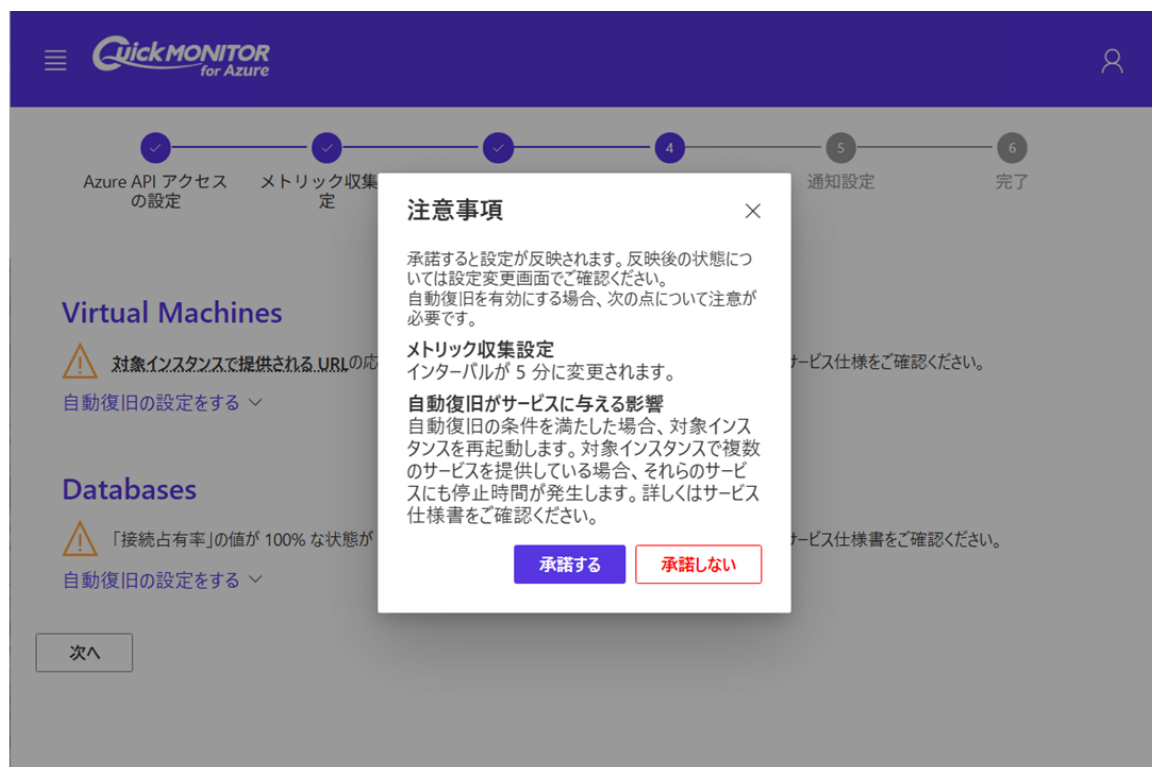 QuickMONITOR
for Azure
4
5
6
Azure API アクセス
の設定
メトリック収集
定
通知設定
完了
注意事項
承諾すると設定が反映されます。反映後の状態につ
いては設定変更画面でご確認ください。
自動復旧を有効にする場合、次の点について注意が
必要です。
メトリック収集設定
インターバルが 5 分に変更されます。
自動復旧がサービスに与える影響
自動復旧の条件を満たした場合、対象インス
タンスを再起動します。対象インスタンスで複数
のサービスを提供している場合、それらのサービ
スにも停止時間が発生します。詳しくはサービス
仕様書をご確認ください。
承諾する
承諾しない
Virtual Machines
対象インスタンスで提供される URLの応
サービス仕様をご確認ください。
自動復旧の設定をする
Databases
「接続占有率」の値が 100% な状態が
サービス仕様書をご確認ください。
自動復旧の設定をする
次へ